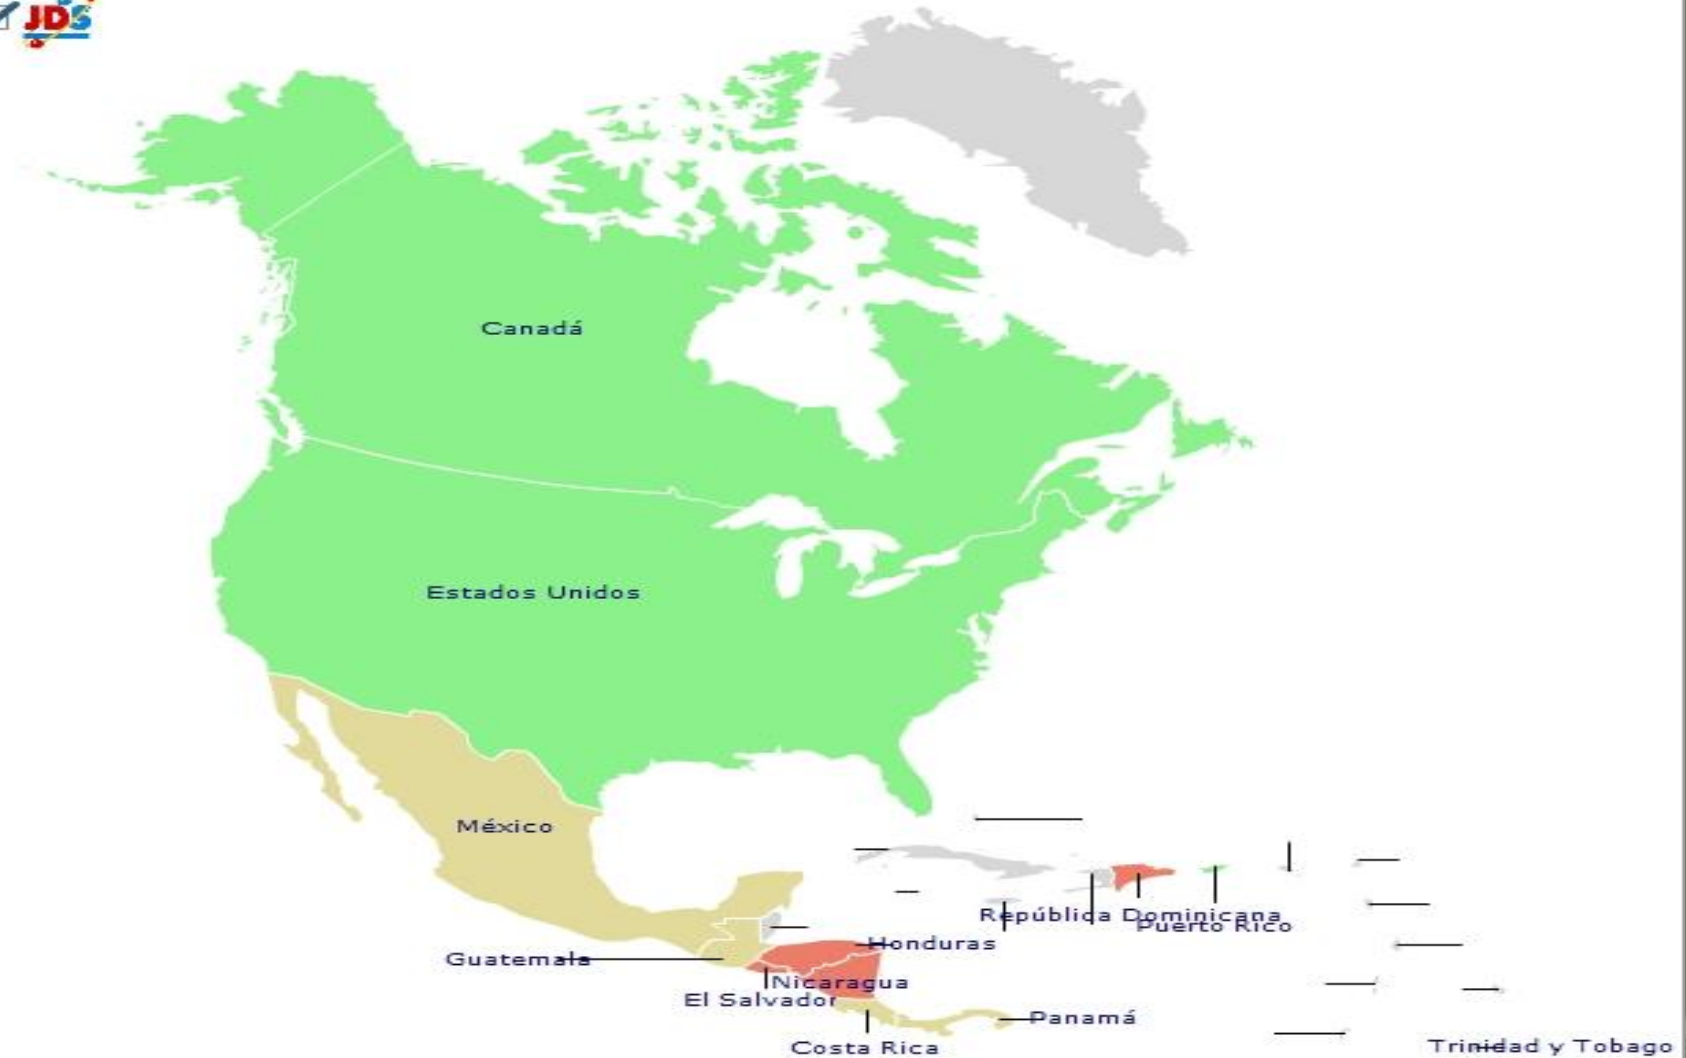 JDS
Canadá
Estados Unidos
México
República Dominicana
Puerto Rico
Honduras
Guatemala
Nicaragua
El Salvador
Panamá
Costa Rica
Trinidad y Tobago